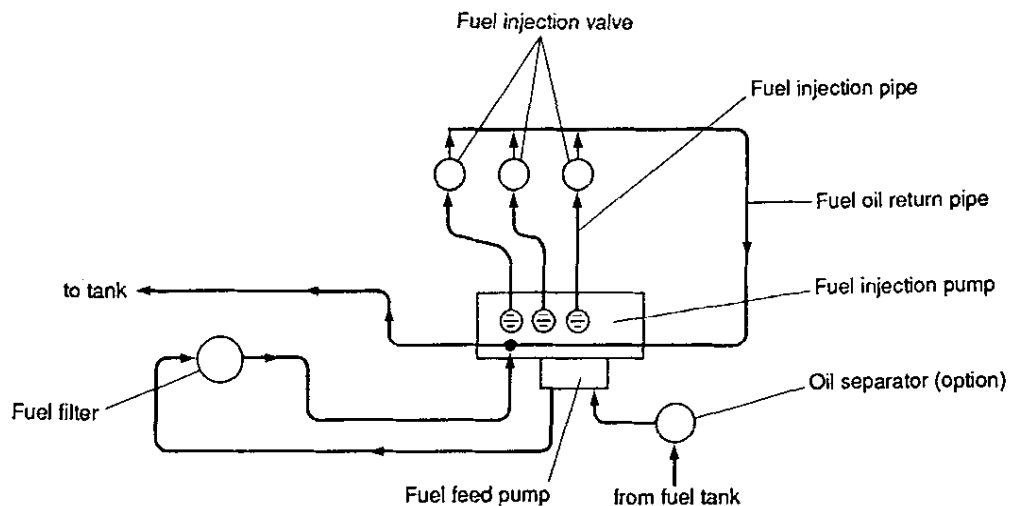 Fuel injection valve
Fuel injection pipe
Fuel oil return pipe
to tank
Fuel injection pump
Fuel filter
Oil separator (option)
Fuel feed pump
from fuel tank